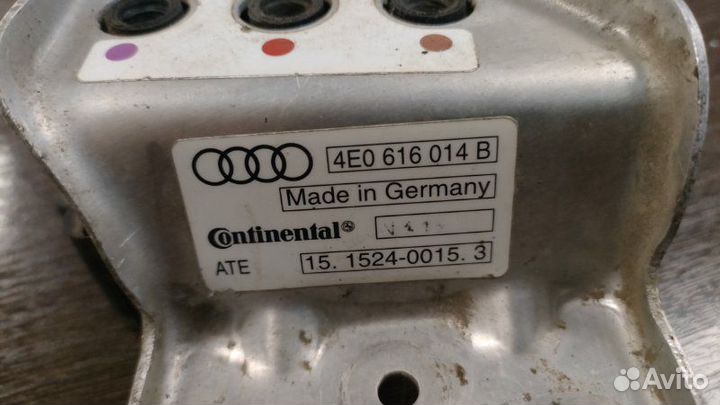 4E0 616 014 B
Made in Germany
Continental®
ATE 15. 1524-0015. 3
Avito